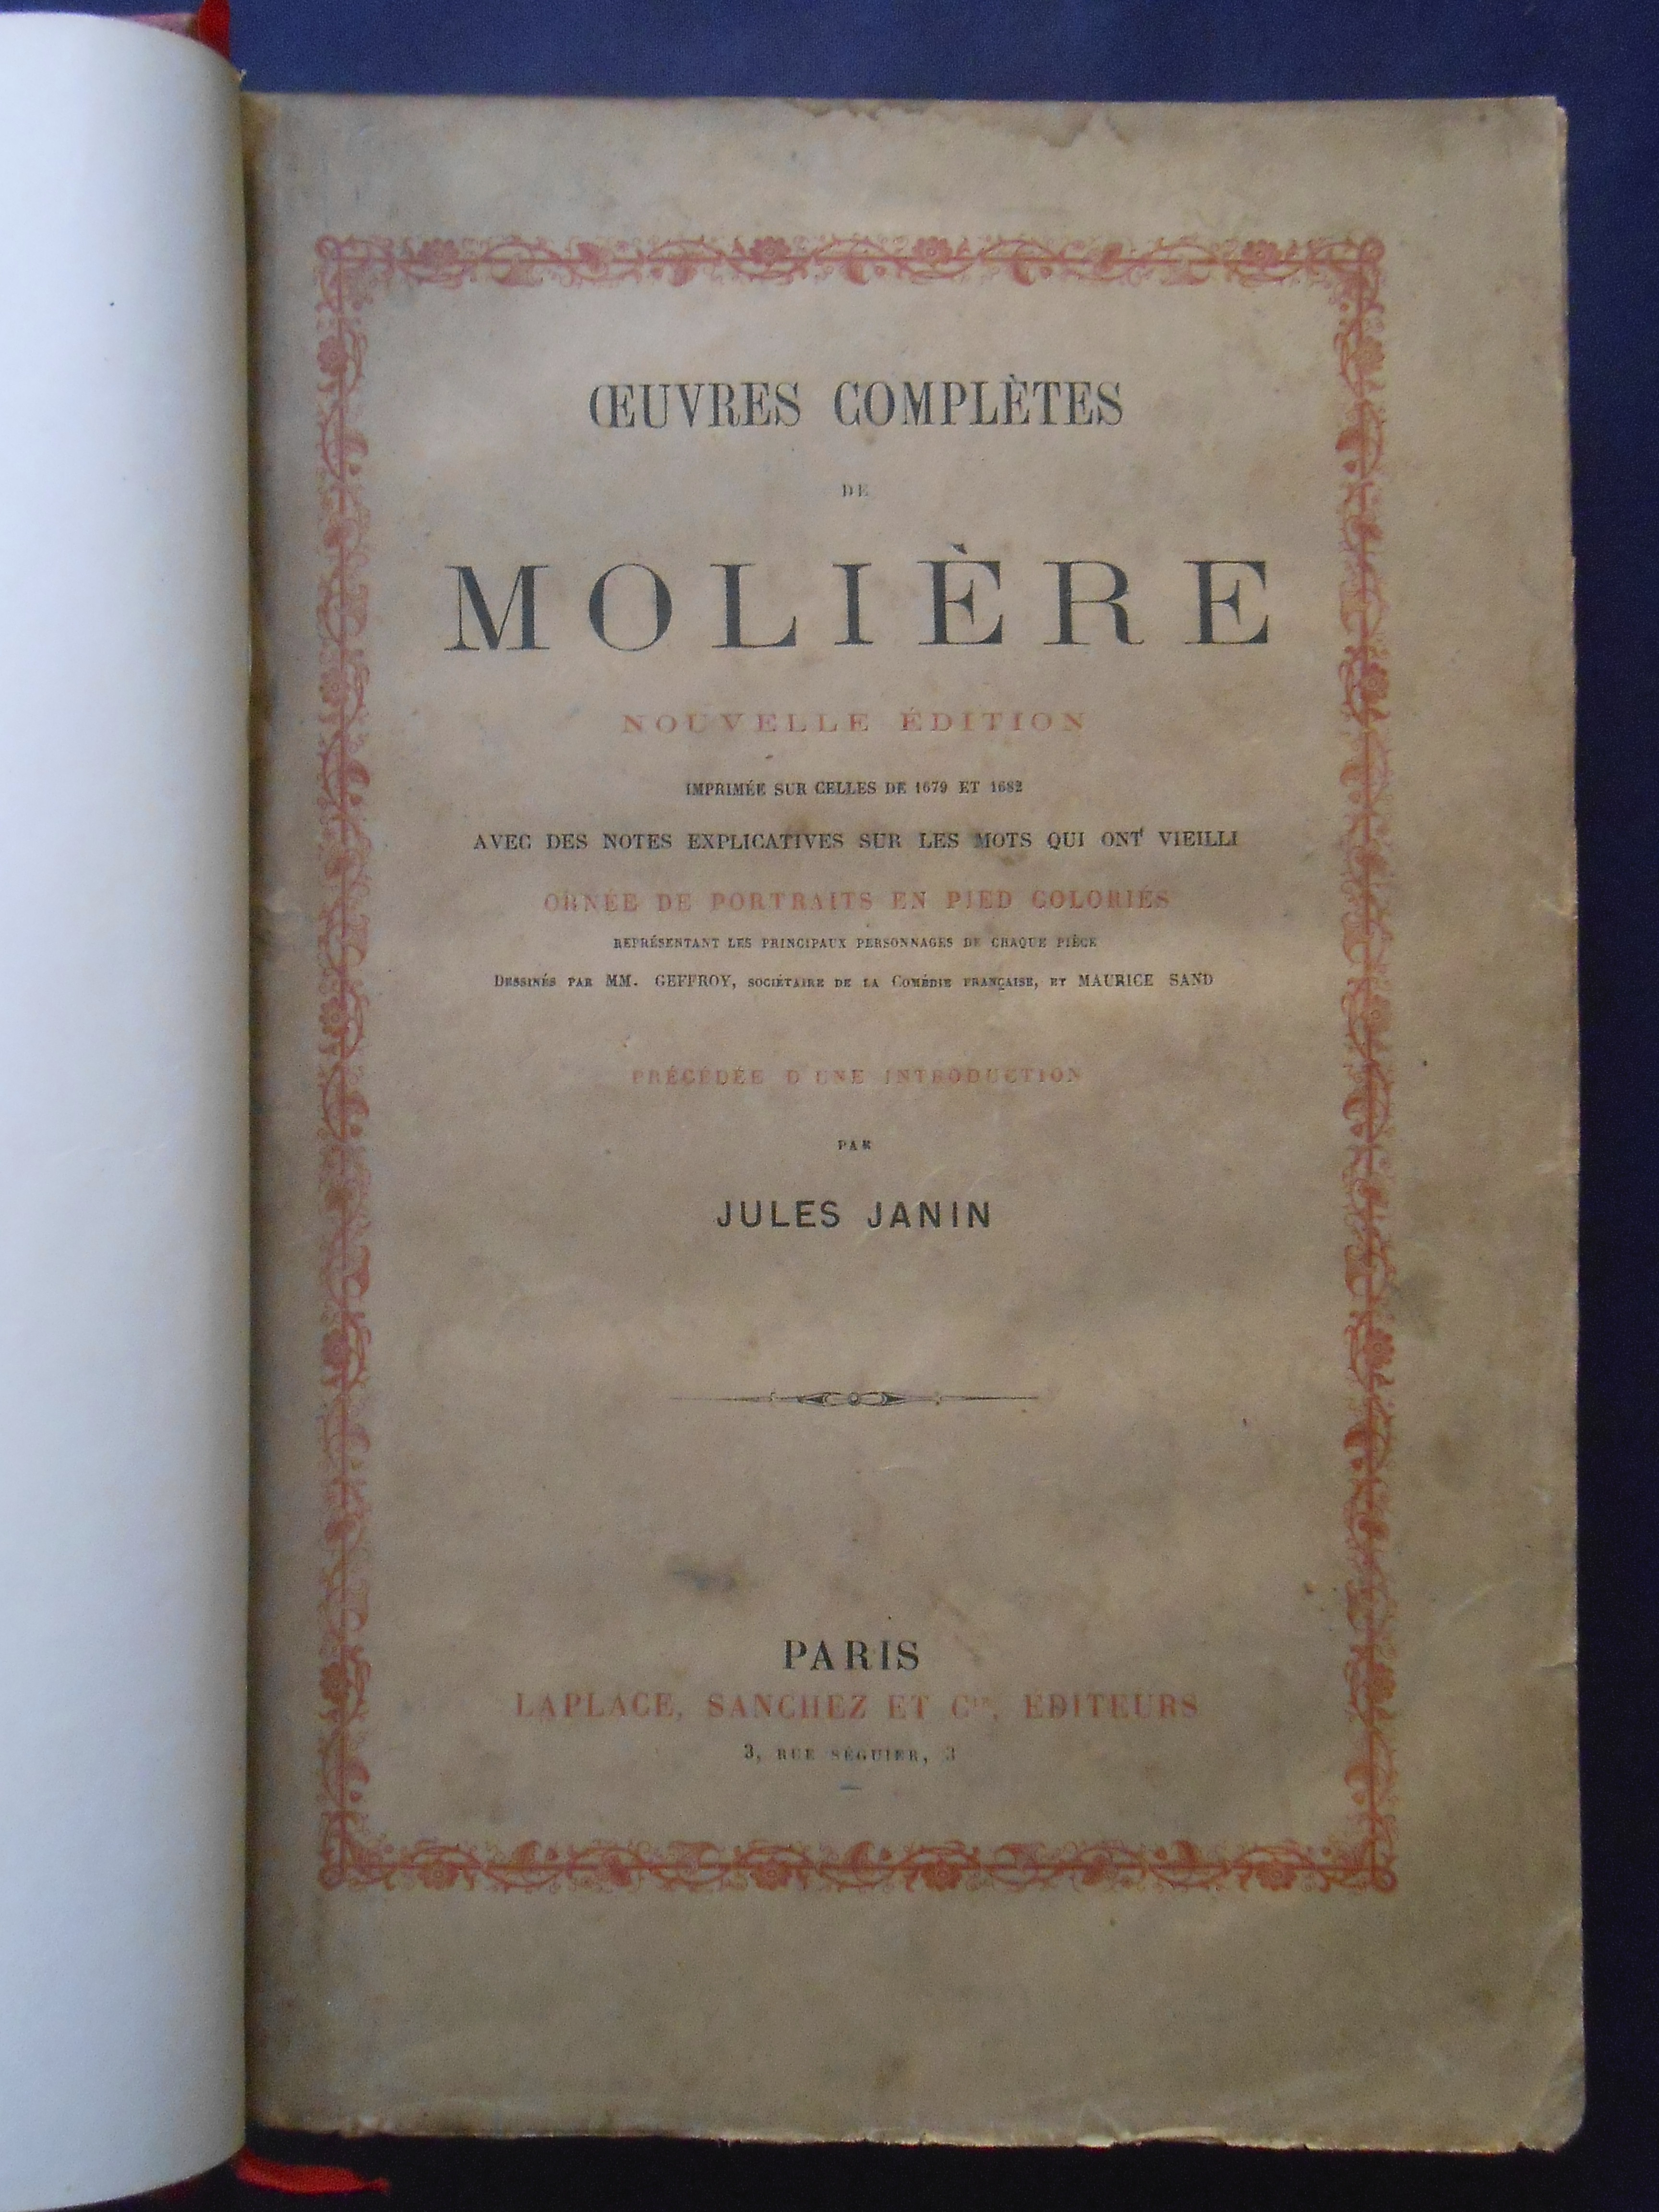 ŒUVRES COMPLÈTES
DE
MOLIÈRE
NOUVELLE ÉDITION
IMPRIMÉE SUR CELLES DE 1679 ET 1682
AVEC DES NOTES EXPLICATIVES SUR LES MOTS QUI ONT VIEILLI
ORNÉE DE PORTRAITS EN PIED COLORIÉS
REPRÉSENTANT LES PRINCIPAUX PERSONNAGES DE CHAQUE PIÈCE
DESSINÉS PAR MM. GEFFROY, SOCIÉTAIRE DE LA COMÉDIE FRANÇAISE, ET MAURICE SAND
PRÉCÉDÉE D'UNE INTRODUCTION
PAR
JULES JANIN
PARIS
LAPLACE, SANCHEZ ET Cie, ÉDITEURS
3, RUE SÉGUIER, 3